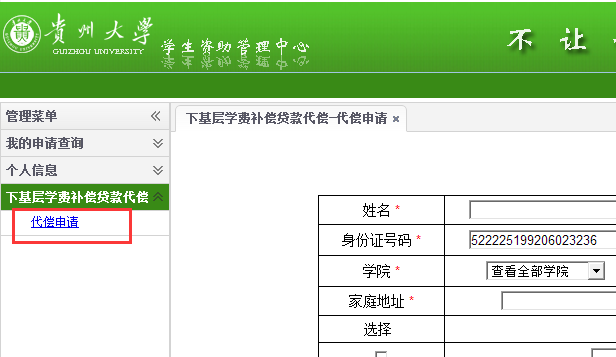 貴州大學
GUIZHOU UNIVERSITY
学生资助管理中心
不 让
管理菜单
我的申请查询
个人信息
下基层学费补偿贷款代偿
代偿申请
下基层学费补偿贷款代偿-代偿申请 ×
姓名 *
身份证号码 * 522225199206023236
学院 * 查看全部学院
家庭地址 *
选择